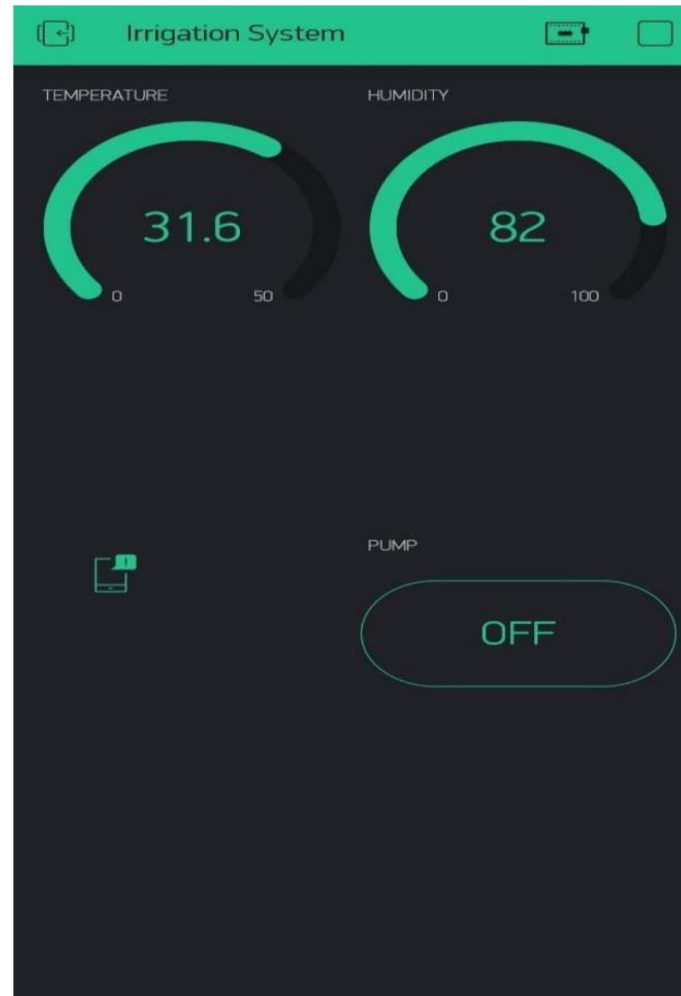 Irrigation System
TEMPERATURE
HUMIDITY
31.6
82
0
50
0
100
PUMP
OFF